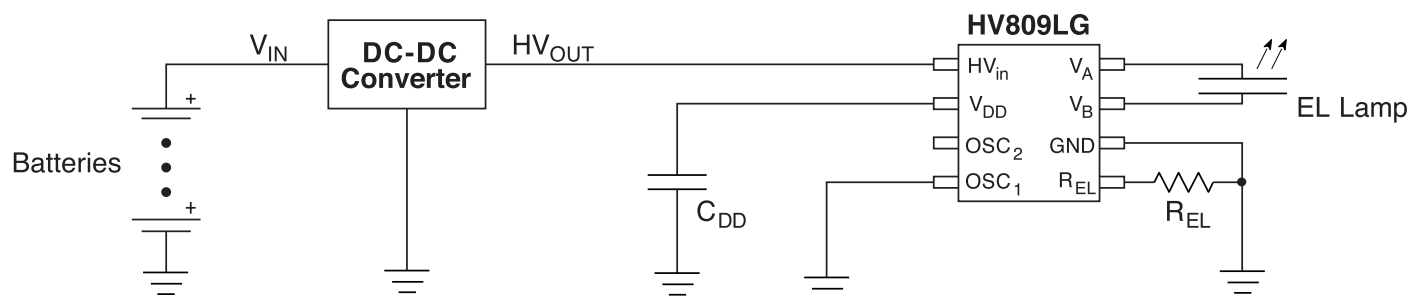 HV809LG
V_IN
DC-DC
Converter
HV_OUT
HV_in
V_A
V_DD
V_B
OSC_2
GND
OSC_1
R_EL
EL Lamp
+
Batteries
+
C_DD
R_EL